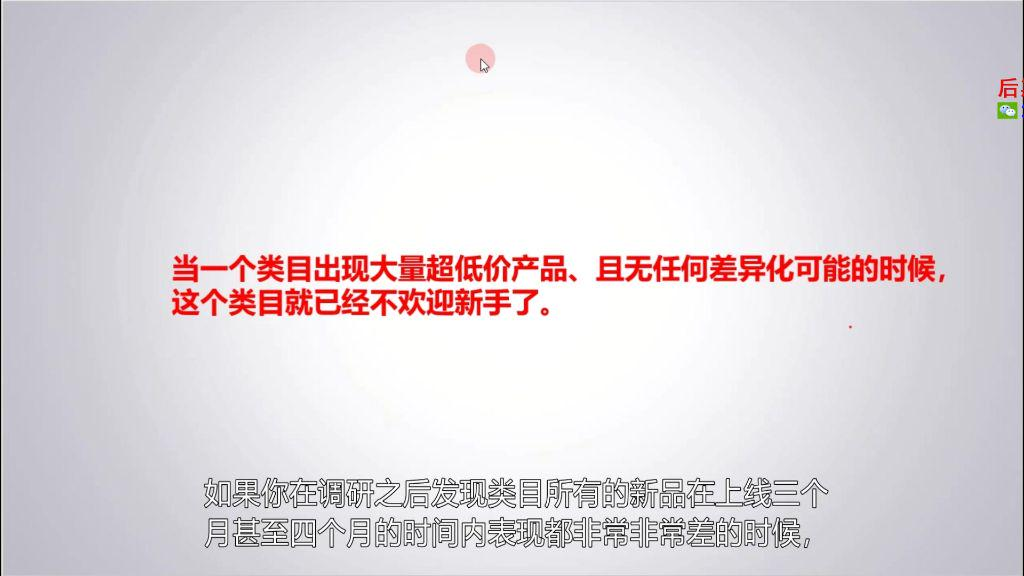 后
当一个类目出现大量超低价产品、且无任何差异化可能的时候，
这个类目就已经不欢迎新手了。
如果你在调研之后发现类目所有的新品在上线三个
月甚至四个月的时间内表现都非常非常差的时候，